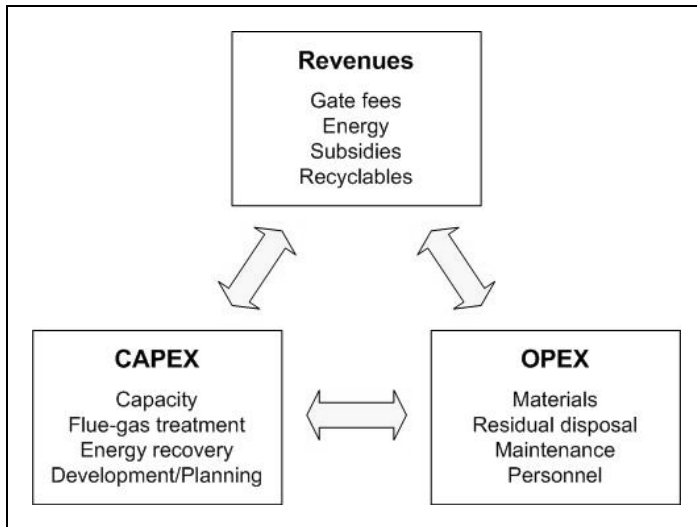 Revenues
Gate fees
Energy
Subsidies
Recyclables
CAPEX
Capacity
Flue-gas treatment
Energy recovery
Development/Planning
OPEX
Materials
Residual disposal
Maintenance
Personnel